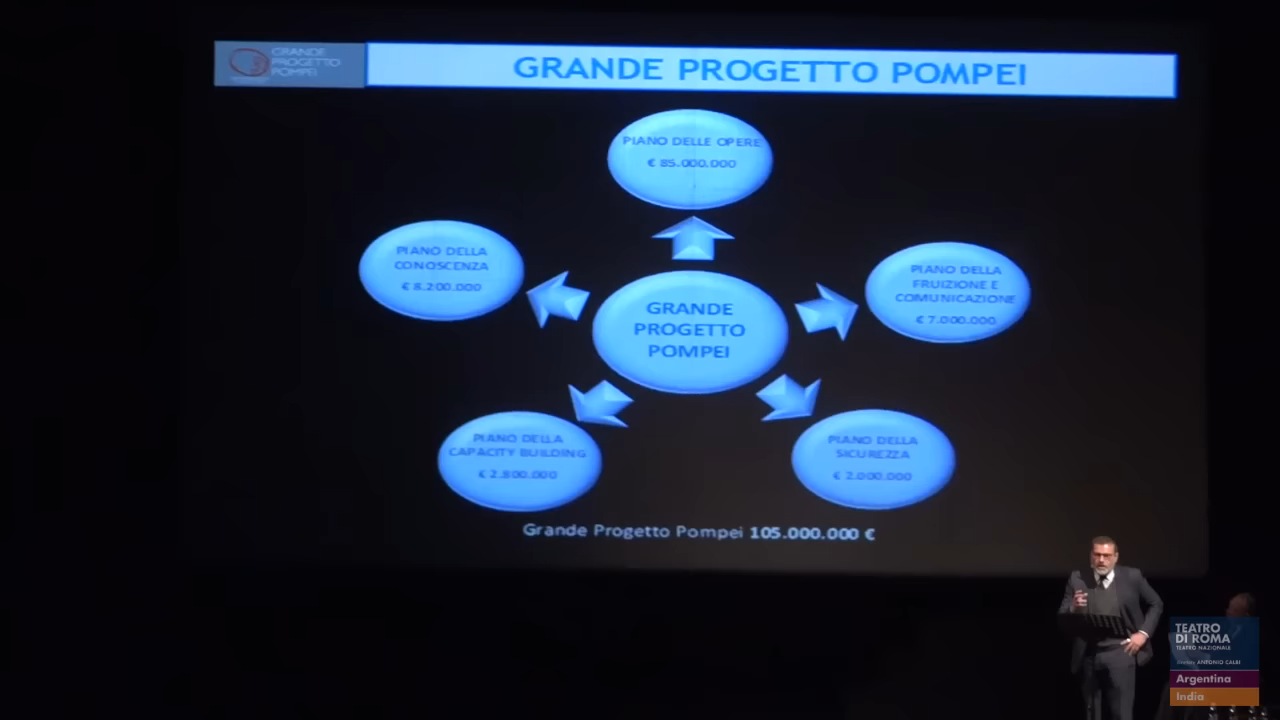 GRANDE
PROGETTO
POMPEI
GRANDE PROGETTO POMPEI
PIANO DELLE OPERE
€ 85.000.000
PIANO DELLA
CONOSCENZA
€ 8.200.000
PIANO DELLA
FRUIZIONE E
COMUNICAZIONE
€ 7.000.000
GRANDE
PROGETTO
POMPEI
PIANO DELLA
CAPACITY BUILDING
€ 2.800.000
PIANO DELLA
SICUREZZA
€ 2.000.000
Grande Progetto Pompei 105.000.000 €
TEATRO
DI ROMA
TEATRO NAZIONALE
ANTONIO CALBI
Argentina
India